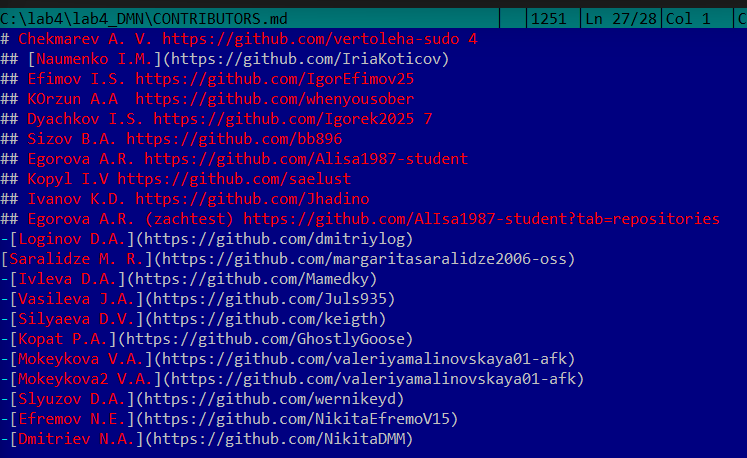 C:\lab4\lab4_DMN\CONTRIBUTORS.md 1251 Ln 27/28 Col 1 C
# Chekmarev A. V. https://github.com/vertoleha-sudo 4
## [Naumenko I.M.](https://github.com/IriaKoticov)
## Efimov I.S. https://github.com/IgorEfimov25
## KOrzun A.A  https://github.com/whenyousober
## Dyachkov I.S. https://github.com/Igorek2025 7
## Sizov B.A. https://github.com/bb896
## Egorova A.R. https://github.com/Alisa1987-student
## Kopyl I.V https://github.com/saelust
## Ivanov K.D. https://github.com/Jhadino
## Egorova A.R. (zachtest) https://github.com/AlIsa1987-student?tab=repositories
-[Loginov D.A.](https://github.com/dmitriylog)
[Saralidze M. R.](https://github.com/margaritasaralidze2006-oss)
-[Ivleva D.A.](https://github.com/Mamedky)
-[Vasileva J.A.](https://github.com/Juls935)
-[Silyaeva D.V.](https://github.com/keigth)
-[Kopat P.A.](https://github.com/GhostlyGoose)
-[Mokeykova V.A.](https://github.com/valeriyamalinovskaya01-afk)
-[Mokeykova2 V.A.](https://github.com/valeriyamalinovskaya01-afk)
-[Slyuzov D.A.](https://github.com/wernikeyd)
-[Efremov N.E.](https://github.com/NikitaEfremoV15)
-[Dmitriev N.A.](https://github.com/NikitaDMM)